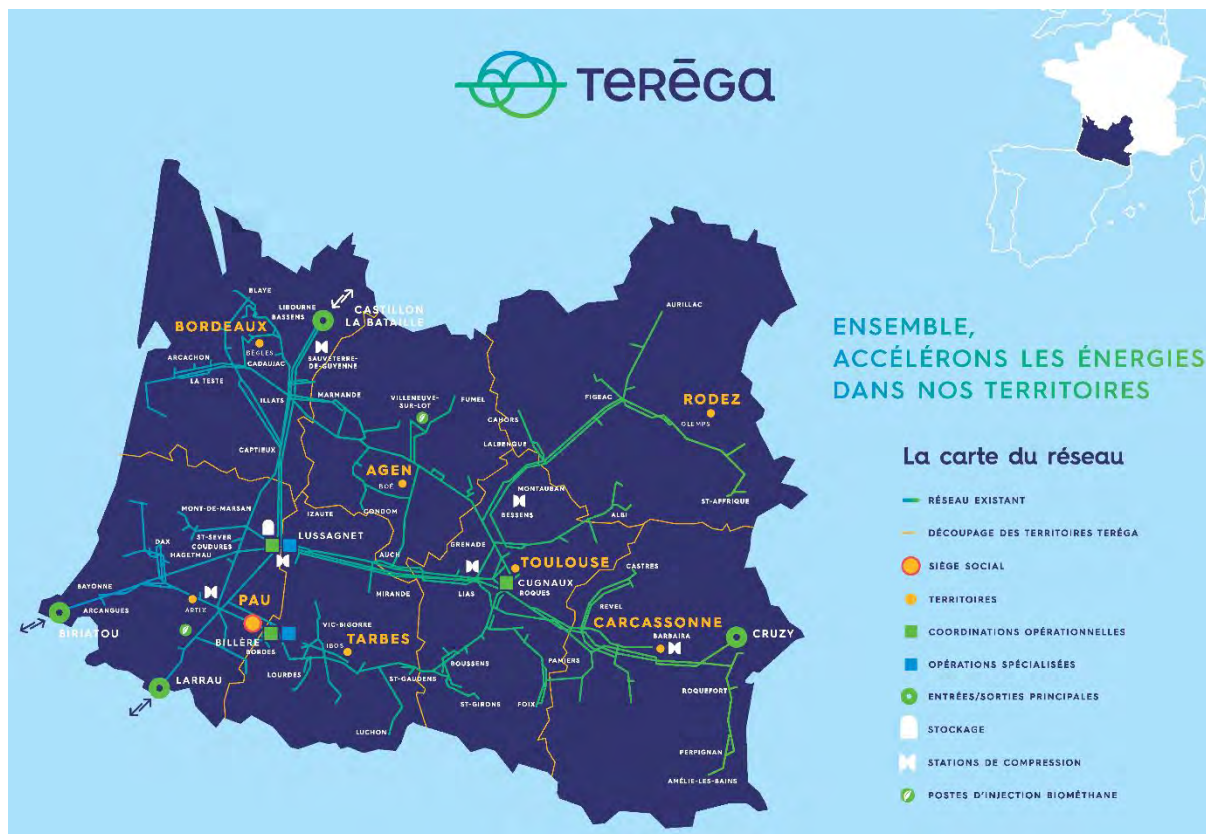 TERĒGA
BLAYE
LIBOURNE
BASSENS
CASTILLON
LA BATAILLE
BORDEAUX
BÈGLES
CADAUJAC
SAUVETERRE-
DE-GUYENNE
ARCACHON
LA TESTE
ILLATS
MARMANDE
VILLENEUVE-
SUR-LOT
FUMEL
CAPTIEUX
AGEN
BOÉ
CONDOM
CAHORS
LALBENQUE
FIGEAC
AURILLAC
RODEZ
OLEMPS
ST-AFFRIQUE
MONTAUBAN
BESSENS
ALBI
MONT-DE-MARSAN
IZAUTE
ST-SEVER
COUDURES
LUSSAGNET
DAX
HAGETMAU
AUCH
MIRANDE
GRENADE
TOULOUSE
CUGNAUX
ROQUES
LIAS
CASTRES
REVEL
BAYONNE
ARCANGUES
BIRIATOU
ARTIX
PAU
BILLÈRE
BORDES
VIC-BIGORRE
IBOS
TARBES
LOURDES
LARRAU
ST-GAUDENS
BOUSSENS
ST-GIRONS
LUCHON
PAMIERS
FOIX
CARCASSONNE
BARBAIRA
CRUZY
ROQUEFORT
PERPIGNAN
AMÉLIE-LES-BAINS
ENSEMBLE,
ACCÉLÉRONS LES ÉNERGIES
DANS NOS TERRITOIRES
La carte du réseau
RÉSEAU EXISTANT
DÉCOUPAGE DES TERRITOIRES TERÉGA
SIÈGE SOCIAL
TERRITOIRES
COORDINATIONS OPÉRATIONNELLES
OPÉRATIONS SPÉCIALISÉES
ENTRÉES/SORTIES PRINCIPALES
STOCKAGE
STATIONS DE COMPRESSION
POSTES D'INJECTION BIOMÉTHANE